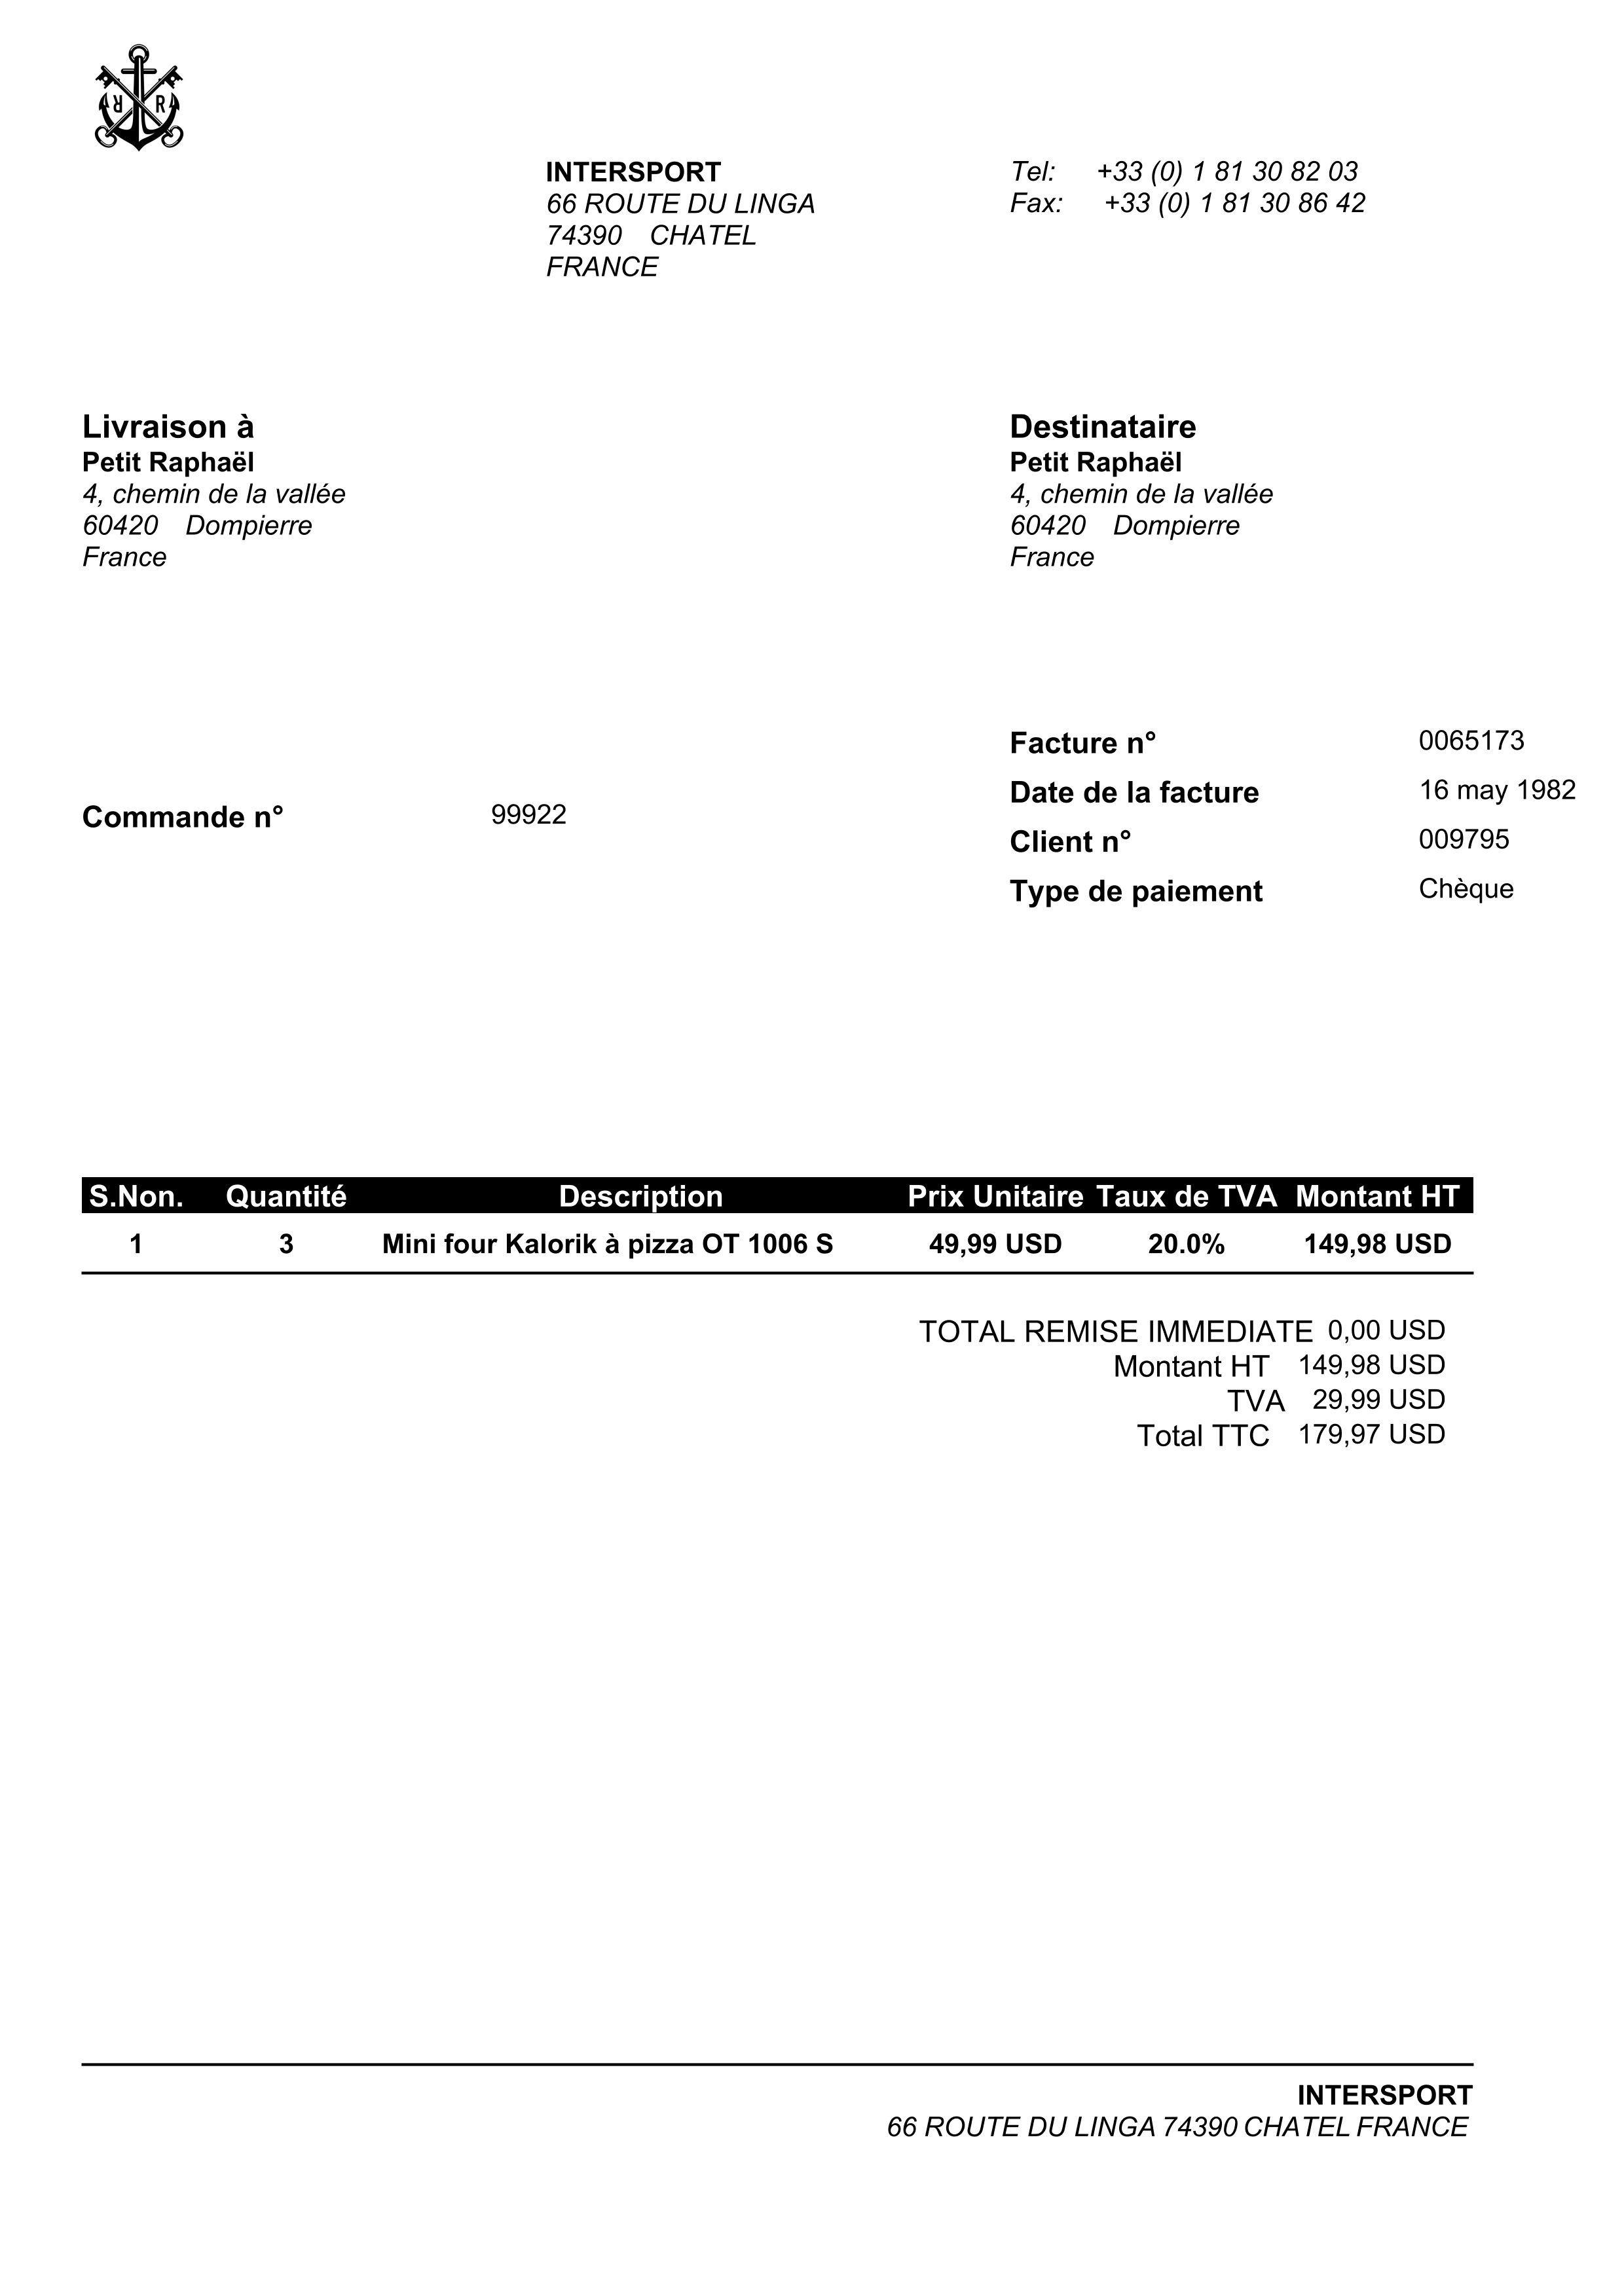 R R
INTERSPORT
66 ROUTE DU LINGA
74390 CHATEL
FRANCE
Tel: +33 (0) 1 81 30 82 03
Fax: +33 (0) 1 81 30 86 42
Livraison à
Petit Raphaël
4, chemin de la vallée
60420 Dompierre
France
Destinataire
Petit Raphaël
4, chemin de la vallée
60420 Dompierre
France
Commande n° 99922
Facture n° 0065173
Date de la facture 16 may 1982
Client n° 009795
Type de paiement Chèque
S.Non. Quantité Description Prix Unitaire Taux de TVA Montant HT
1 3 Mini four Kalorik à pizza OT 1006 S 49,99 USD 20.0% 149,98 USD
TOTAL REMISE IMMEDIATE 0,00 USD
Montant HT 149,98 USD
TVA 29,99 USD
Total TTC 179,97 USD
INTERSPORT
66 ROUTE DU LINGA 74390 CHATEL FRANCE